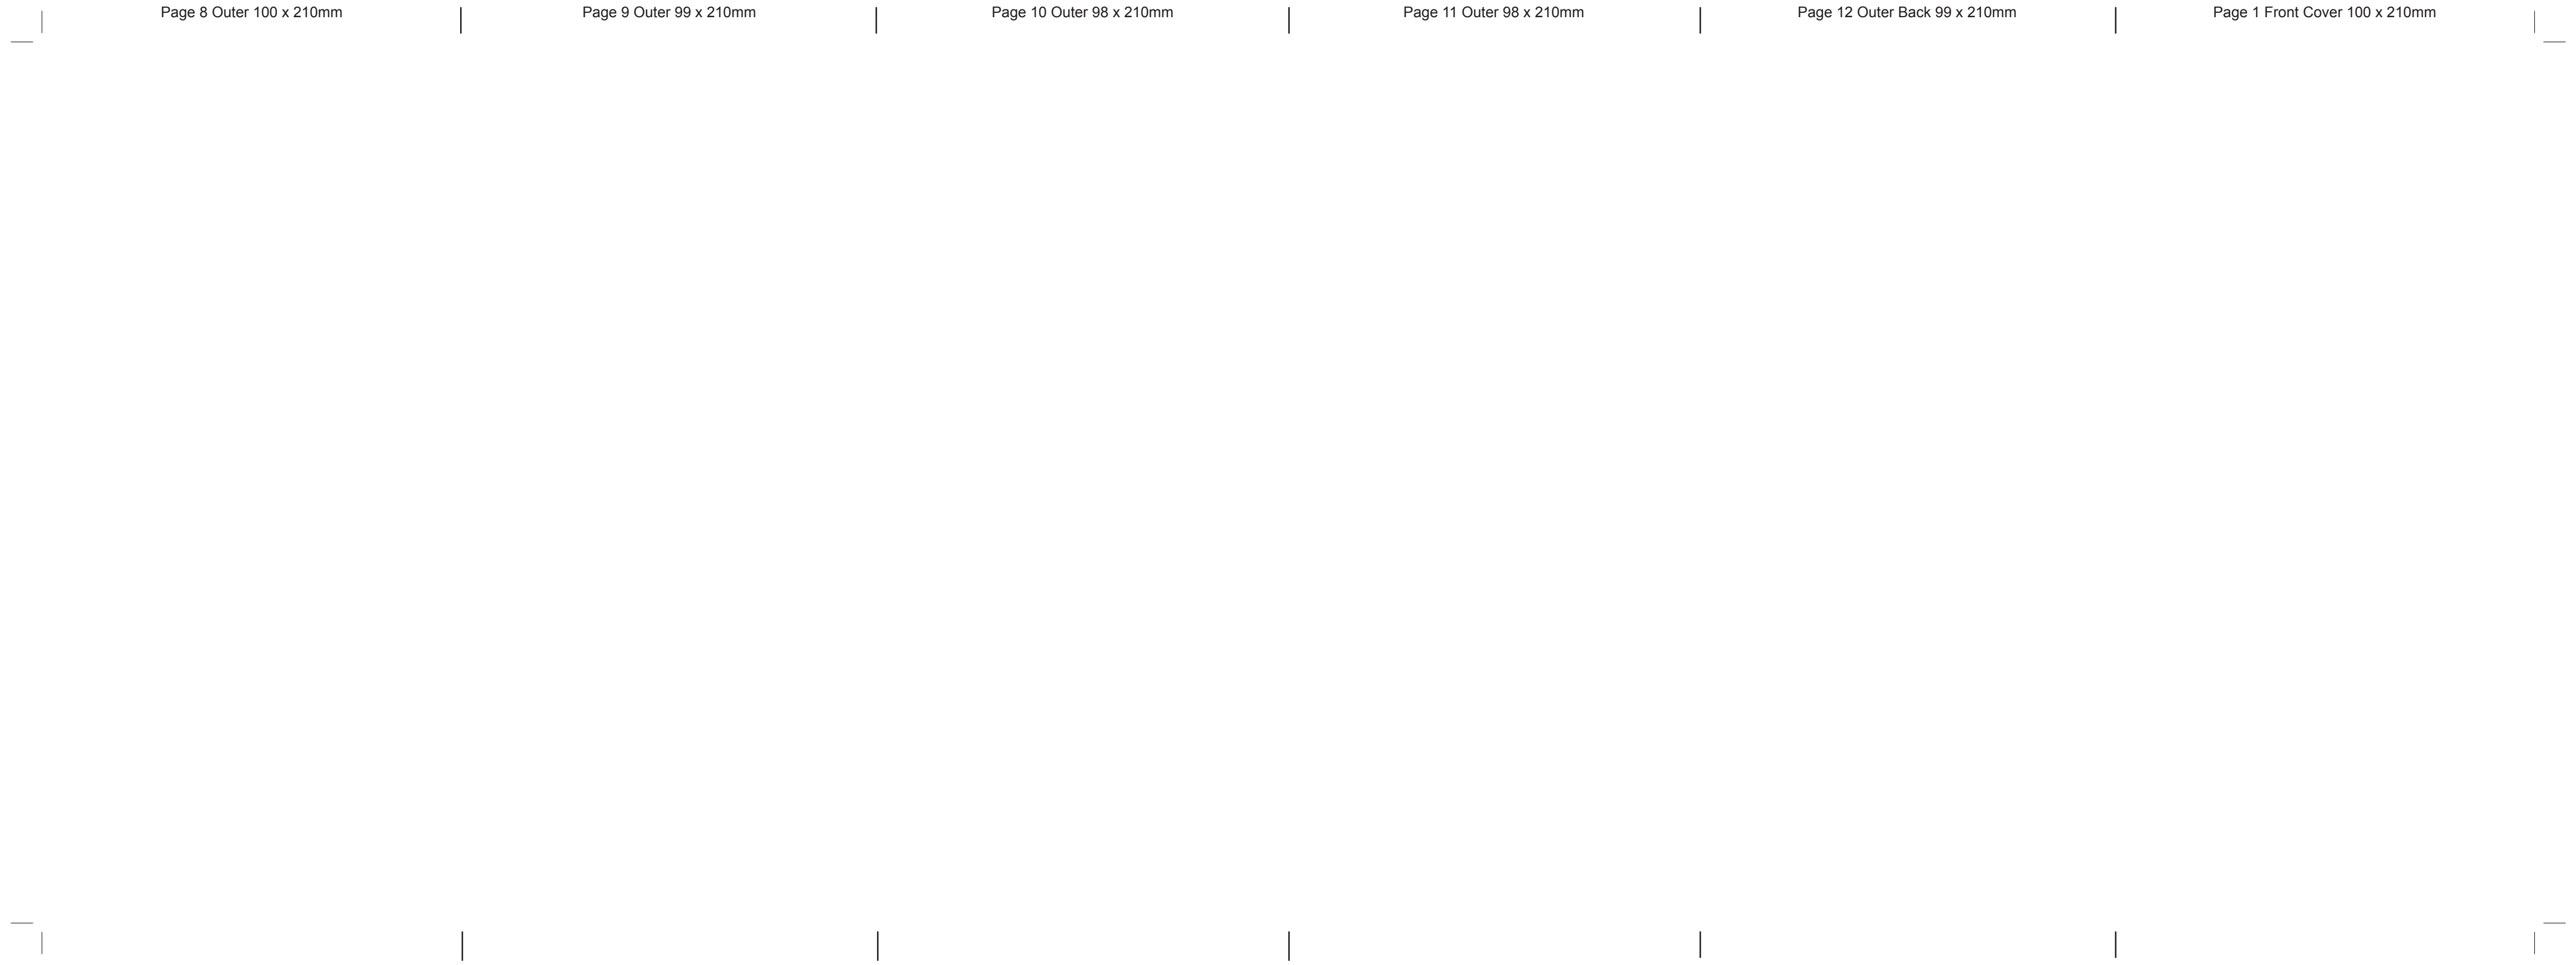 Page 8 Outer 100 x 210mm
Page 9 Outer 99 x 210mm
Page 10 Outer 98 x 210mm
Page 11 Outer 98 x 210mm
Page 12 Outer Back 99 x 210mm
Page 1 Front Cover 100 x 210mm